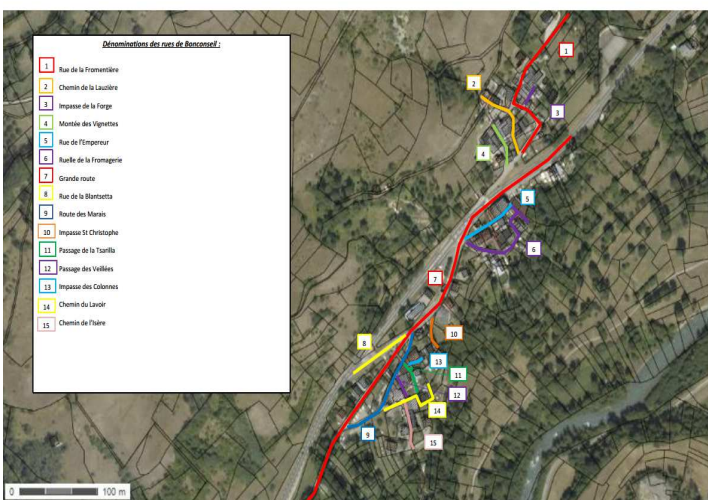 Dénominations des rues de Bonconseil :
1 Rue de la Fromentière
2 Chemin de la Lauzière
3 Impasse de la Forge
4 Montée des Vignettes
5 Rue de l'Empereur
6 Ruelle de la Fromagerie
7 Grande route
8 Rue de la Blantsetta
9 Route des Marais
10 Impasse St Christophe
11 Passage de la Tsarilla
12 Passage des Veillées
13 Impasse des Colonnes
14 Chemin du Lavoir
15 Chemin de l'Isère
1
2
3
4
5
6
7
10
8
13
11
12
14
9
15
0 100 m